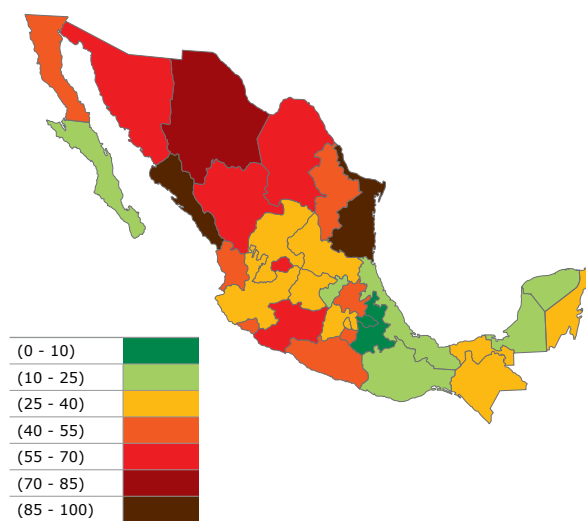 (0 - 10)
(10 - 25)
(25 - 40)
(40 - 55)
(55 - 70)
(70 - 85)
(85 - 100)